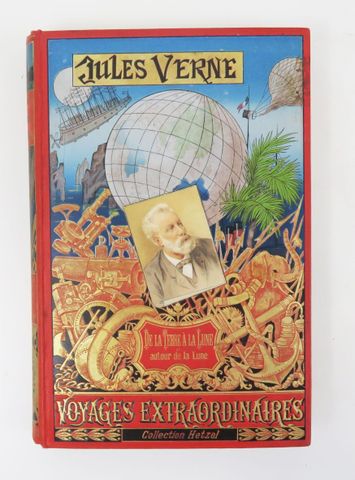 JULES VERNE
DE LA TERRE À LA LUNE
autour de la Lune
VOYAGES EXTRAORDINAIRES
Collection Hetzel